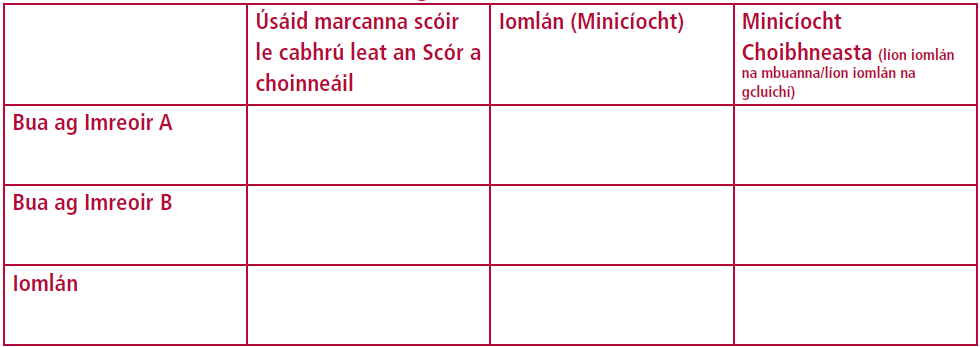 Úsáid marcanna scóir
le cabhrú leat an Scór a
choinneáil
Iomlán (Minicíocht)
Minicíocht
Choibhneasta (líon iomlán
na mbuanna/líon iomlán na
gcluichí)
Bua ag Imreoir A
Bua ag Imreoir B
Iomlán